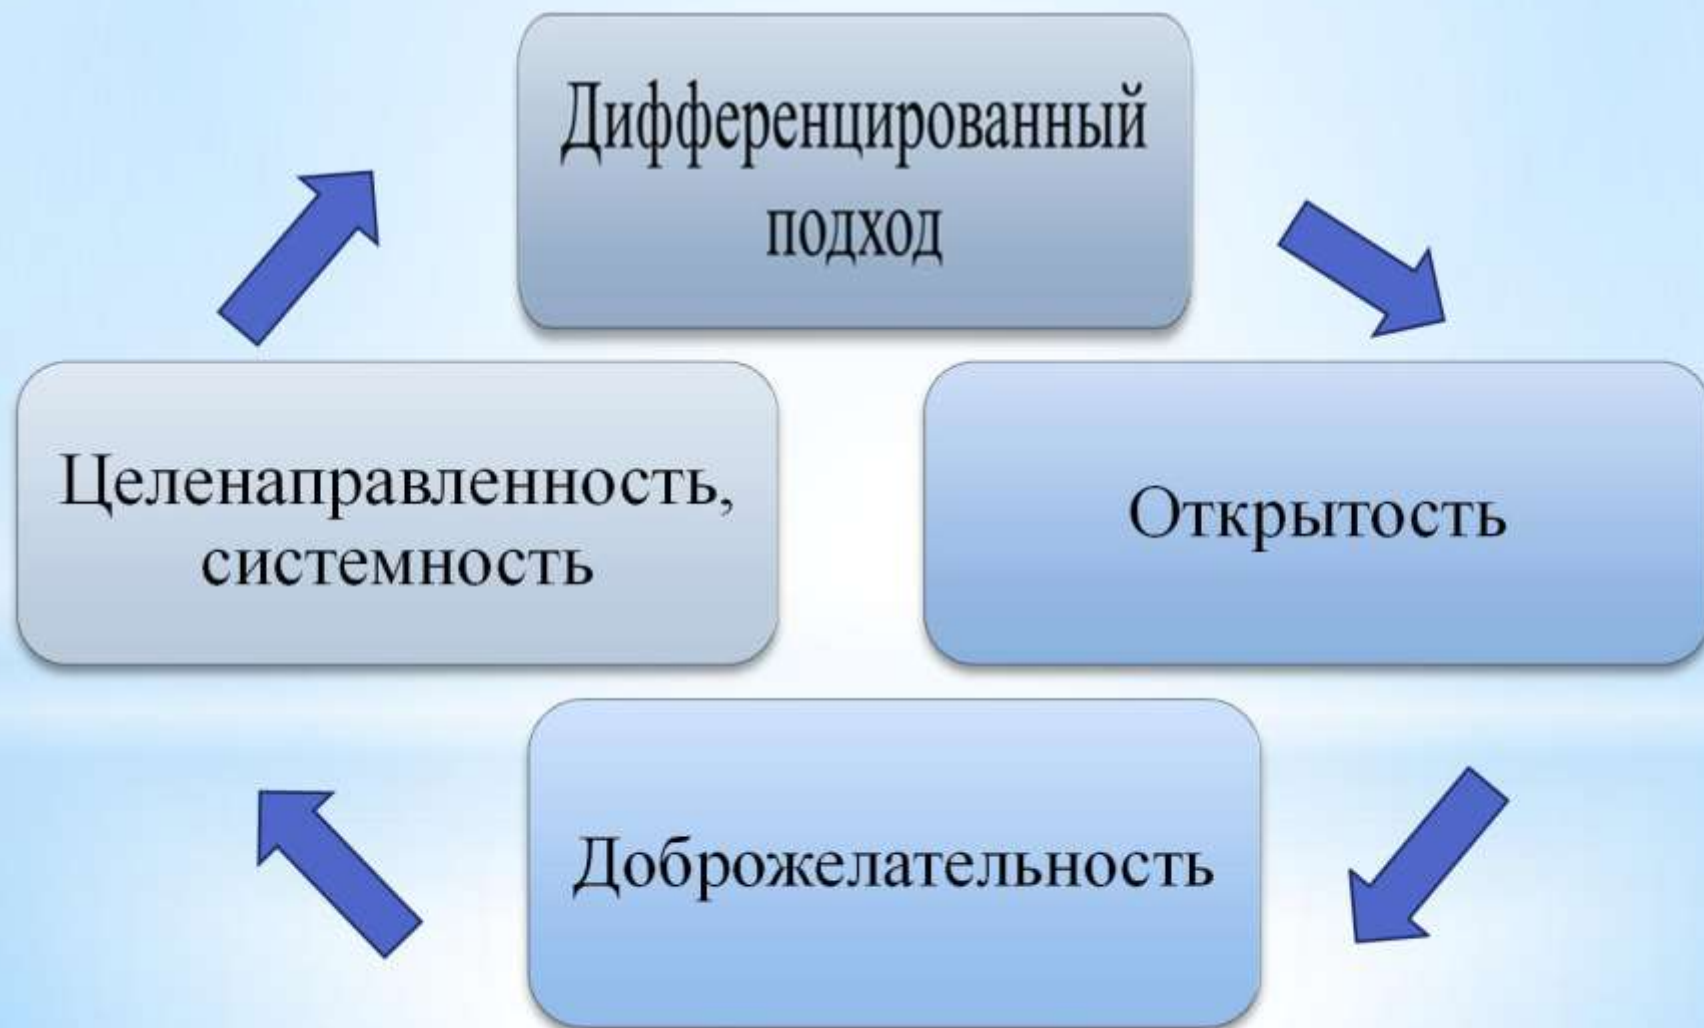 Дифференцированный
подход
Целенаправленность,
системность
Открытость
Доброжелательность